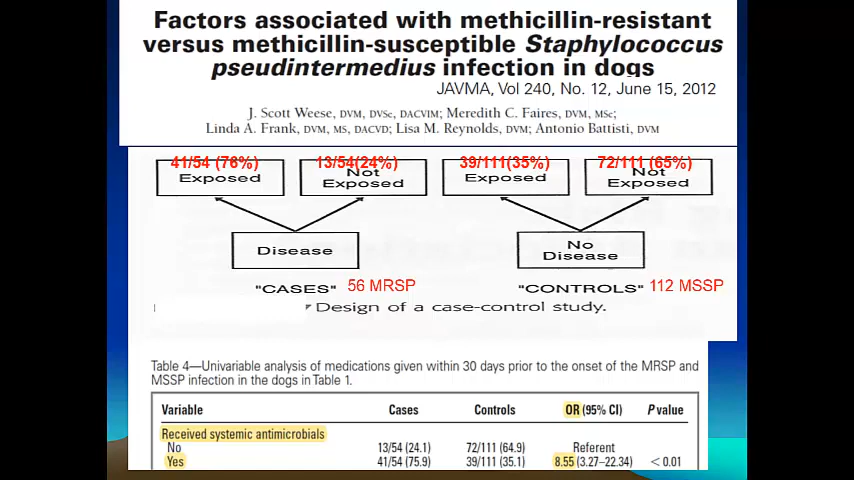 Factors associated with methicillin-resistant
versus methicillin-susceptible Staphylococcus
pseudintermedius infection in dogs
JAVMA, Vol 240, No. 12, June 15, 2012
J. Scott Weese, DVM, DVSc, DACVIM; Meredith C. Faires, DVM, MSc;
Linda A. Frank, DVM, MS, DACVD; Lisa M. Reynolds, DVM; Antonio Battisti, DVM
41/54 (76%) 13/54(24%) 39/111(35%) 72/111 (65%)
Exposed Not Exposed Exposed Not Exposed
Disease No Disease
"CASES" 56 MRSP "CONTROLS" 112 MSSP
Design of a case-control study.
Table 4—Univariable analysis of medications given within 30 days prior to the onset of the MRSP and
MSSP infection in the dogs in Table 1.
Variable Cases Controls OR (95% CI) P value
Received systemic antimicrobials
No 13/54 (24.1) 72/111 (64.9) Referent
Yes 41/54 (75.9) 39/111 (35.1) 8.55 (3.27–22.34) < 0.01